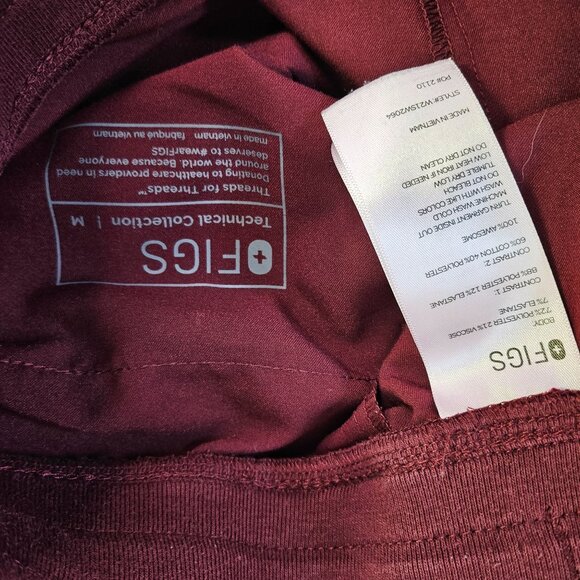 FIGS
Technical Collection | M
Threads for Threads™
Donating to healthcare providers in need
around the world. Because everyone
deserves to #wearFIGS
made in vietnam fabriqué au vietnam
FIGS
BODY:
72% POLYESTER 21% VISCOSE
7% ELASTANE
CONTRAST 1:
88% POLYESTER 12% ELASTANE
CONTRAST 2:
60% COTTON 40% POLYESTER
100% AWESOME
TURN GARMENT INSIDE OUT
MACHINE WASH COLD
WASH WITH LIKE COLORS
DO NOT BLEACH
TUMBLE DRY LOW
LOW HEAT IRON IF NEEDED
DO NOT DRY CLEAN
MADE IN VIETNAM
STYLE# W21SW2064
PO# 2110